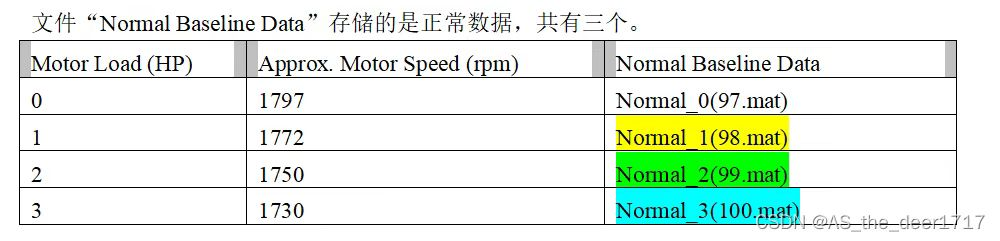 文件“Normal Baseline Data”存储的是正常数据，共有三个。
Motor Load (HP) Approx. Motor Speed (rpm) Normal Baseline Data
0 1797 Normal_0(97.mat)
1 1772 Normal_1(98.mat)
2 1750 Normal_2(99.mat)
3 1730 Normal_3(100.mat)
CSDN @AS_the_deer1717